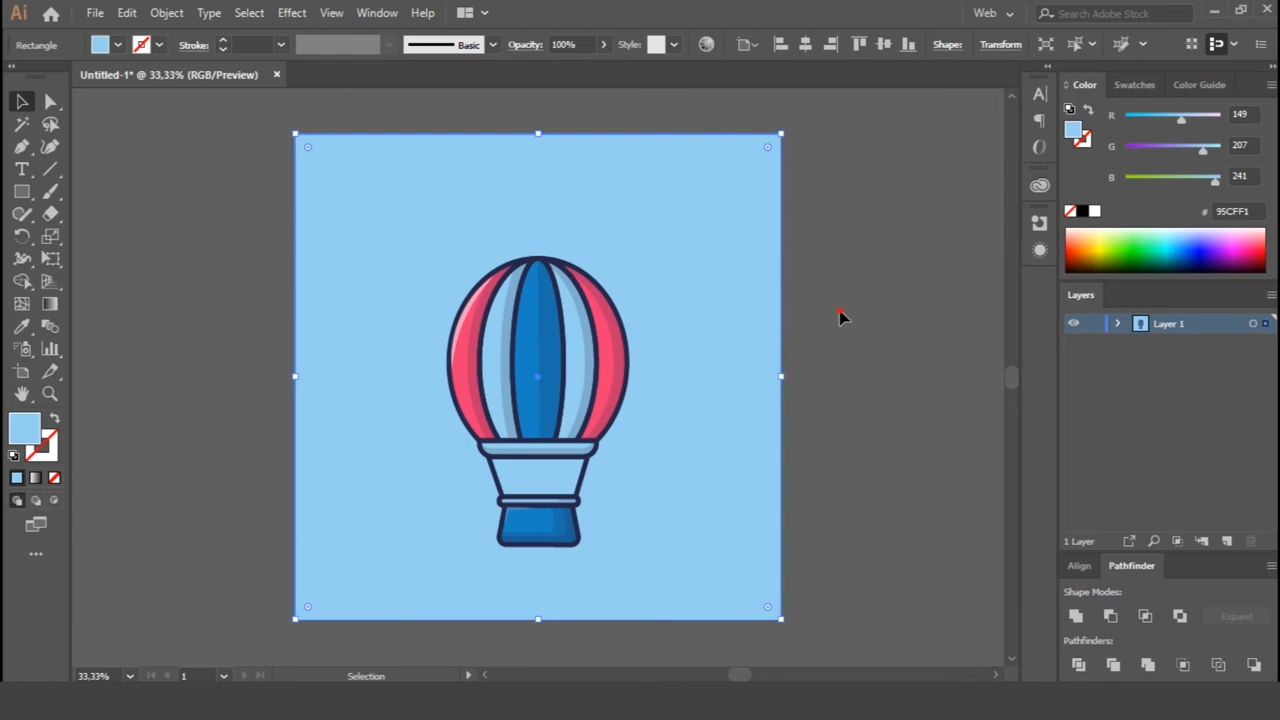 Ai File Edit Object Type Select Effect View Window Help Web Search Adobe Stock
Rectangle Stroke: Basic Opacity: 100% Style: Shape: Transform
Untitled-1* @ 33,33% (RGB/Preview) ×
Color Swatches Color Guide
R 149
G 207
B 241
# 95CFF1
Layers
Layer 1
1 Layer
Align Pathfinder
Shape Modes:
Expand
Pathfinders:
33,33% 1 Selection